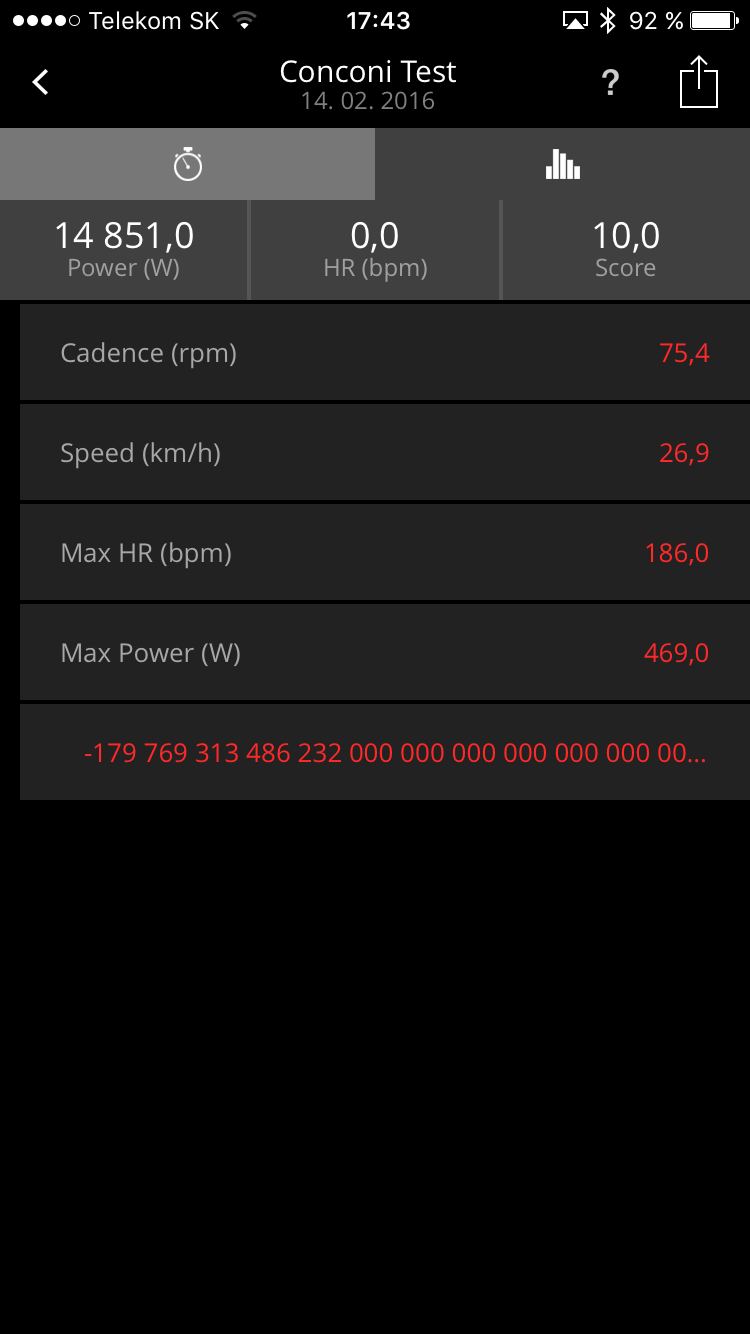 Telekom SK 17:43 92 %
Conconi Test
14. 02. 2016
?
14 851,0 0,0 10,0
Power (W) HR (bpm) Score
Cadence (rpm) 75,4
Speed (km/h) 26,9
Max HR (bpm) 186,0
Max Power (W) 469,0
-179 769 313 486 232 000 000 000 000 000 000 00...